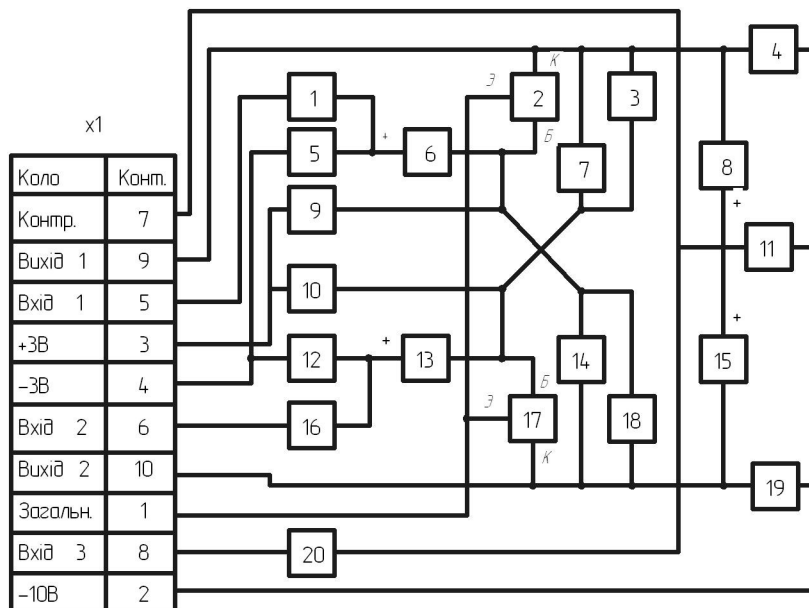 x1
Коло Конт.
Контр. 7
Вихід 1 9
Вхід 1 5
+3В 3
−3В 4
Вхід 2 6
Вихід 2 10
Загальн. 1
Вхід 3 8
−10В 2
К
4
Э
1 2 3
+ Б
5 6 7 8
+
9
11
10
+ +
12 13 14 15
Б
Э
16 17 18
К
19
20